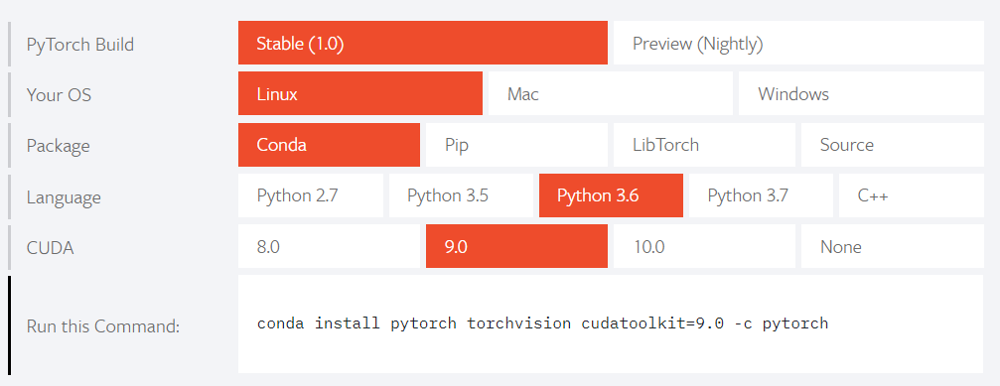 PyTorch Build Stable (1.0) Preview (Nightly)
Your OS Linux Mac Windows
Package Conda Pip LibTorch Source
Language Python 2.7 Python 3.5 Python 3.6 Python 3.7 C++
CUDA 8.0 9.0 10.0 None
Run this Command: conda install pytorch torchvision cudatoolkit=9.0 -c pytorch